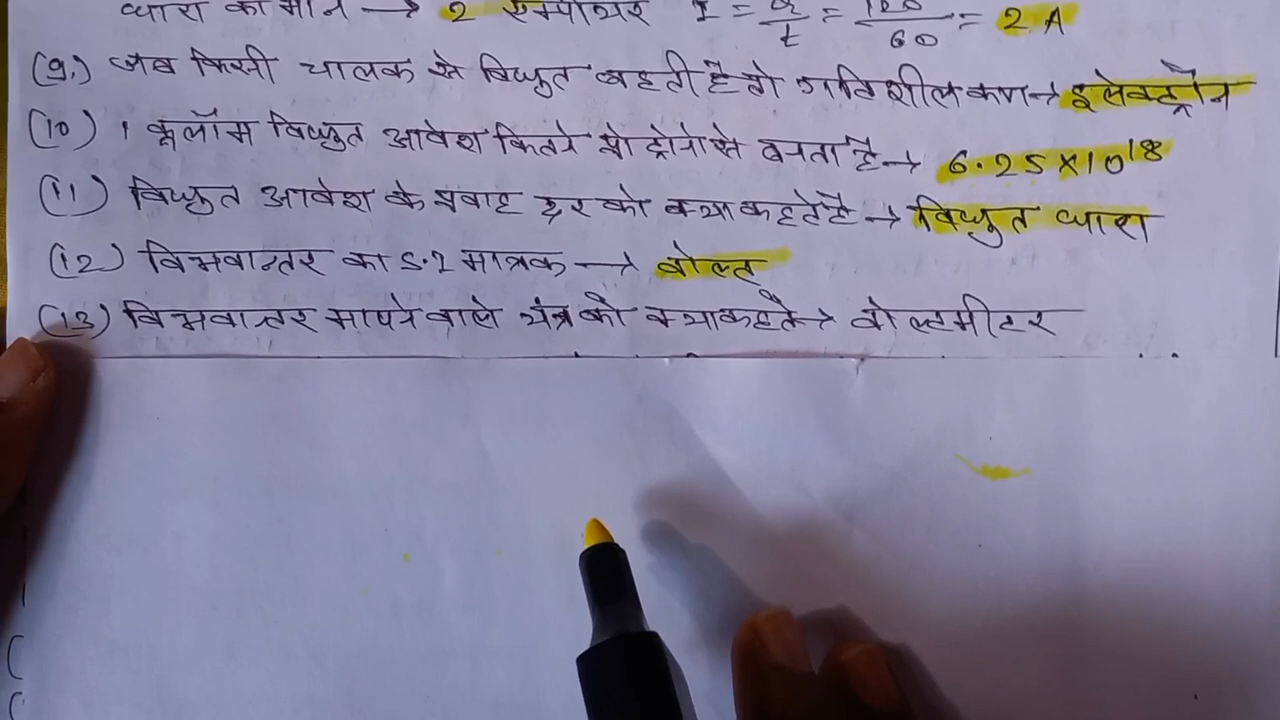 धारा का मान → 2 एम्पीयर I = Q/t = 120/60 = 2 A
(9.) जब किसी चालक से विधुत बहती है तो गतिशील कण → इलेक्ट्रॉन
(10) 1 कूलॉम विधुत आवेश कितने प्रोट्रोनो से बनता है → 6.25×10¹⁸
(11) विधुत आवेश के प्रवाह दर को क्या कहते है → विधुत धारा
(12) विभवान्तर का S.I मात्रक → वोल्ट
(13) विभवान्तर मापने वाले यंत्र को क्या कहते → वोल्टमीटर